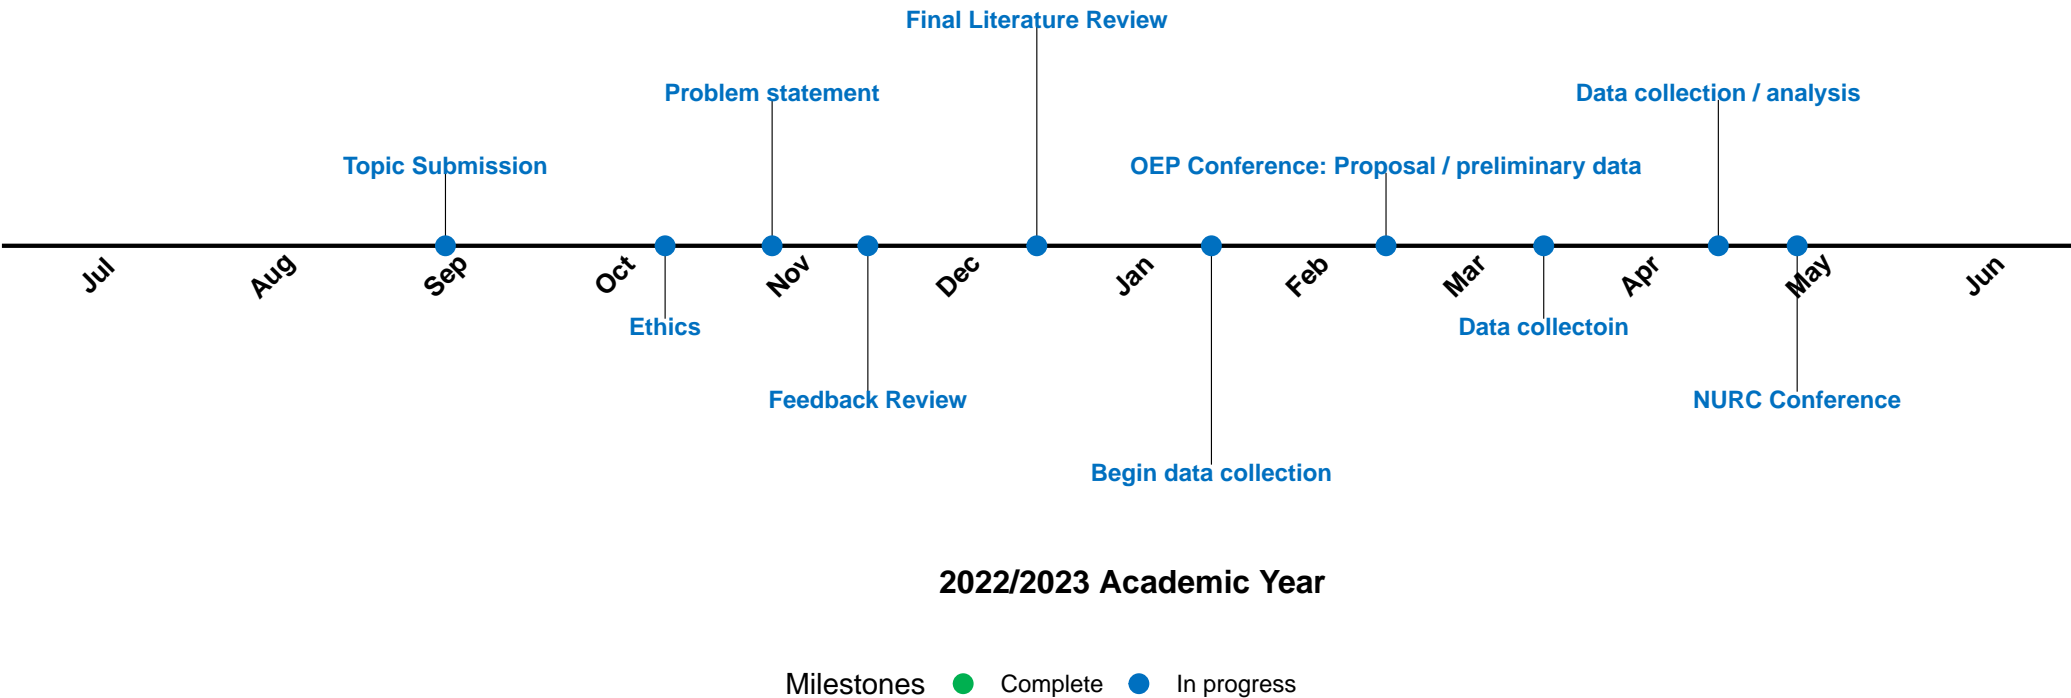 Final Literature Review
Problem statement
Data collection / analysis
Topic Submission
OEP Conference: Proposal / preliminary data
Jul
Aug
Sep
Oct
Nov
Dec
Jan
Feb
Mar
Apr
May
Jun
Ethics
Data collectoin
Feedback Review
NURC Conference
Begin data collection
2022/2023 Academic Year
Milestones Complete In progress